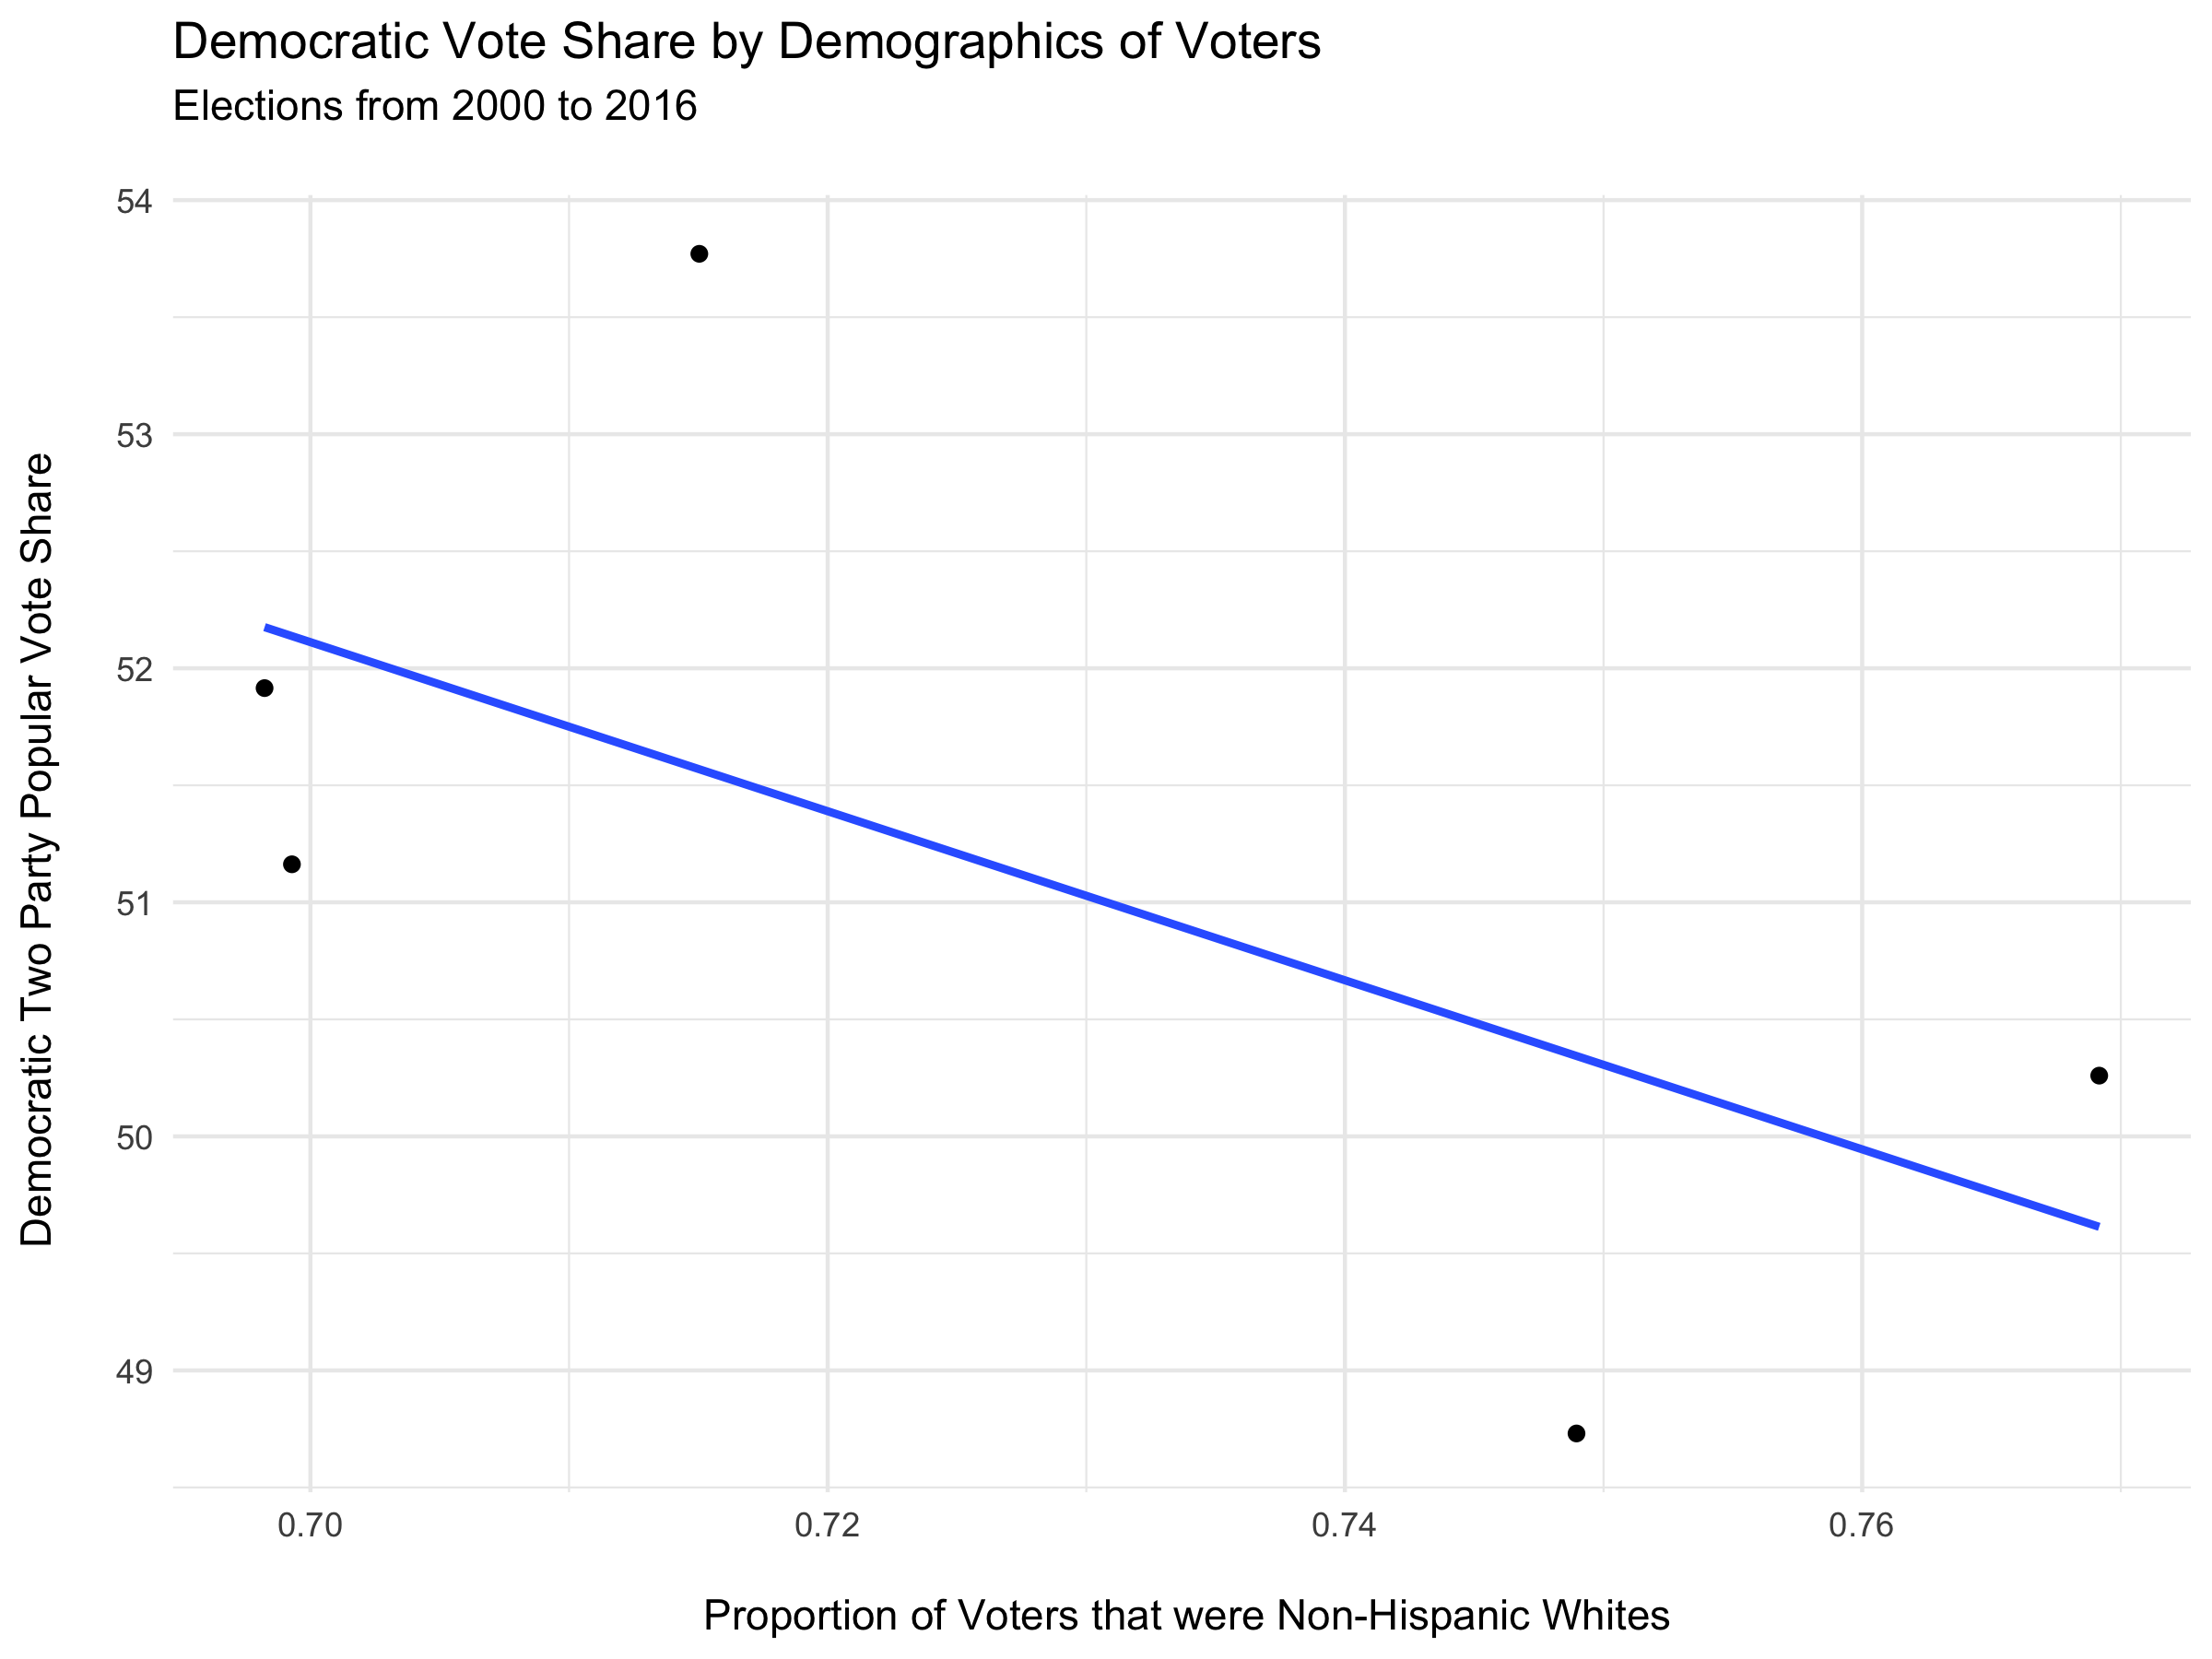 Democratic Vote Share by Demographics of Voters
Elections from 2000 to 2016
Democratic Two Party Popular Vote Share
54
53
52
51
50
49
0.70
0.72
0.74
0.76
Proportion of Voters that were Non-Hispanic Whites